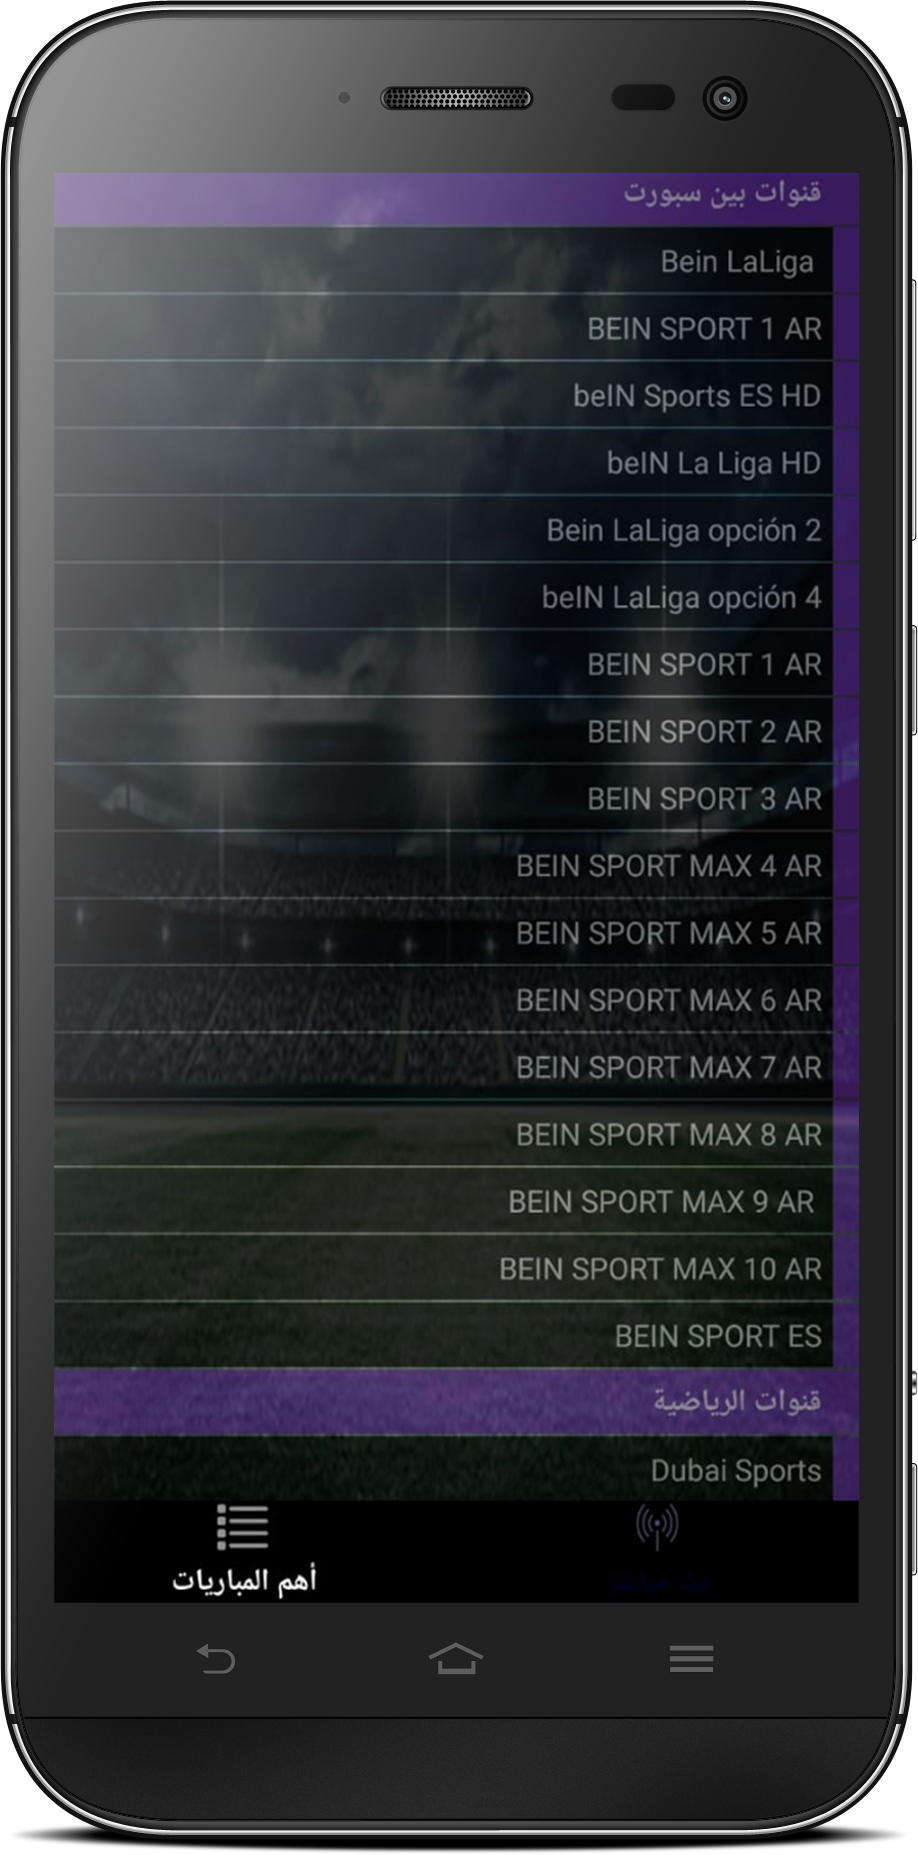 قنوات بين سبورت
Bein LaLiga
BEIN SPORT 1 AR
beIN Sports ES HD
beIN La Liga HD
Bein LaLiga opción 2
beIN LaLiga opción 4
BEIN SPORT 1 AR
BEIN SPORT 2 AR
BEIN SPORT 3 AR
BEIN SPORT MAX 4 AR
BEIN SPORT MAX 5 AR
BEIN SPORT MAX 6 AR
BEIN SPORT MAX 7 AR
BEIN SPORT MAX 8 AR
BEIN SPORT MAX 9 AR
BEIN SPORT MAX 10 AR
BEIN SPORT ES
قنوات الرياضية
Dubai Sports
أهم المباريات